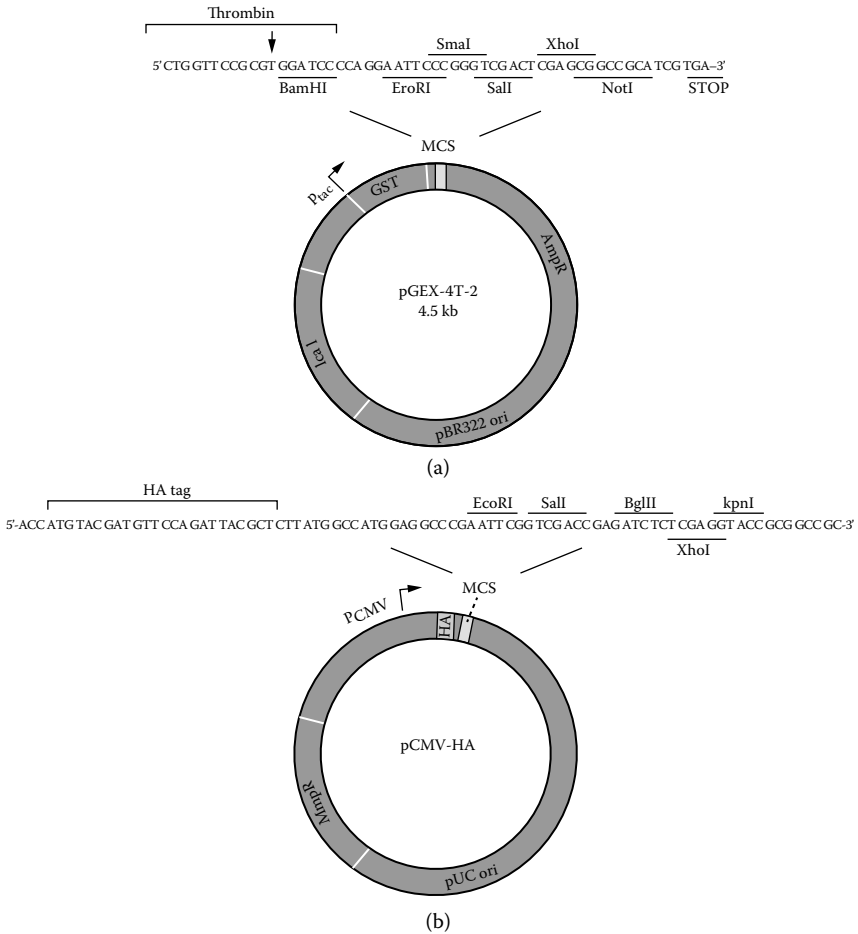 Thrombin
SmaI XhoI
5′CTG GTT CCG CGT GGA TCC CCA GGA ATT CCC GGG TCG ACT CGA GCG GCC GCA TCG TGA–3′
BamHI EroRI SalI NotI STOP
MCS
Ptac
GST
AmpR
pGEX-4T-2
4.5 kb
Ica I
pBR322 ori
(a)
HA tag
EcoRI SalI BglII kpnI
5′-ACC ATG TAC GAT GTT CCA GAT TAC GCT CTT ATG GCC ATG GAG GCC CGA ATT CGG TCG ACC GAG ATC TCT CGA GGT ACC GCG GCC GC-3′
XhoI
MCS
PCMV
HA
pCMV-HA
MmpR
pUC ori
(b)